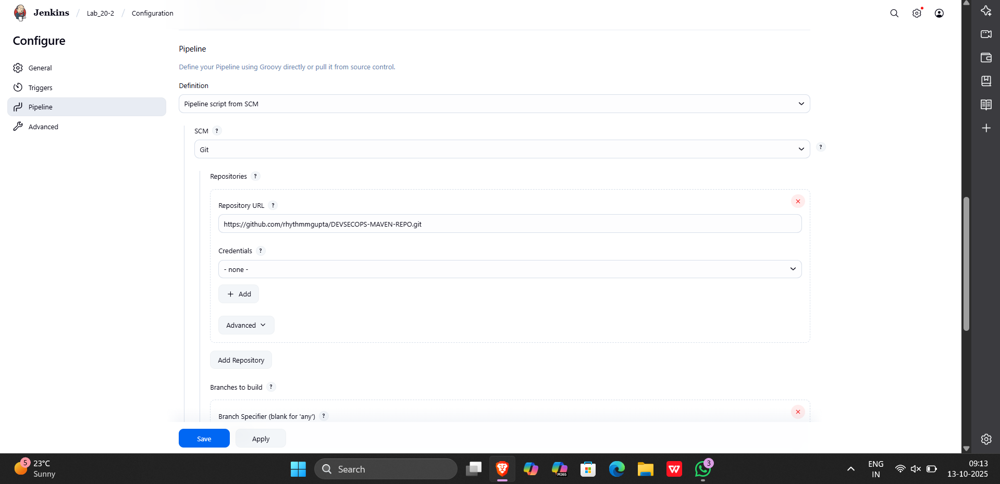 Jenkins / Lab_20-2 / Configuration
Configure
General
Triggers
Pipeline
Advanced
Pipeline
Define your Pipeline using Groovy directly or pull it from source control.
Definition
Pipeline script from SCM
SCM ?
Git
?
Repositories ?
Repository URL ?
https://github.com/rhythmmgupta/DEVSECOPS-MAVEN-REPO.git
Credentials ?
- none -
+ Add
Advanced
Add Repository
Branches to build ?
Branch Specifier (blank for 'any') ?
Save Apply
5
23°C
Sunny
Search
M365
W
3
ENG
IN
09:13
13-10-2025